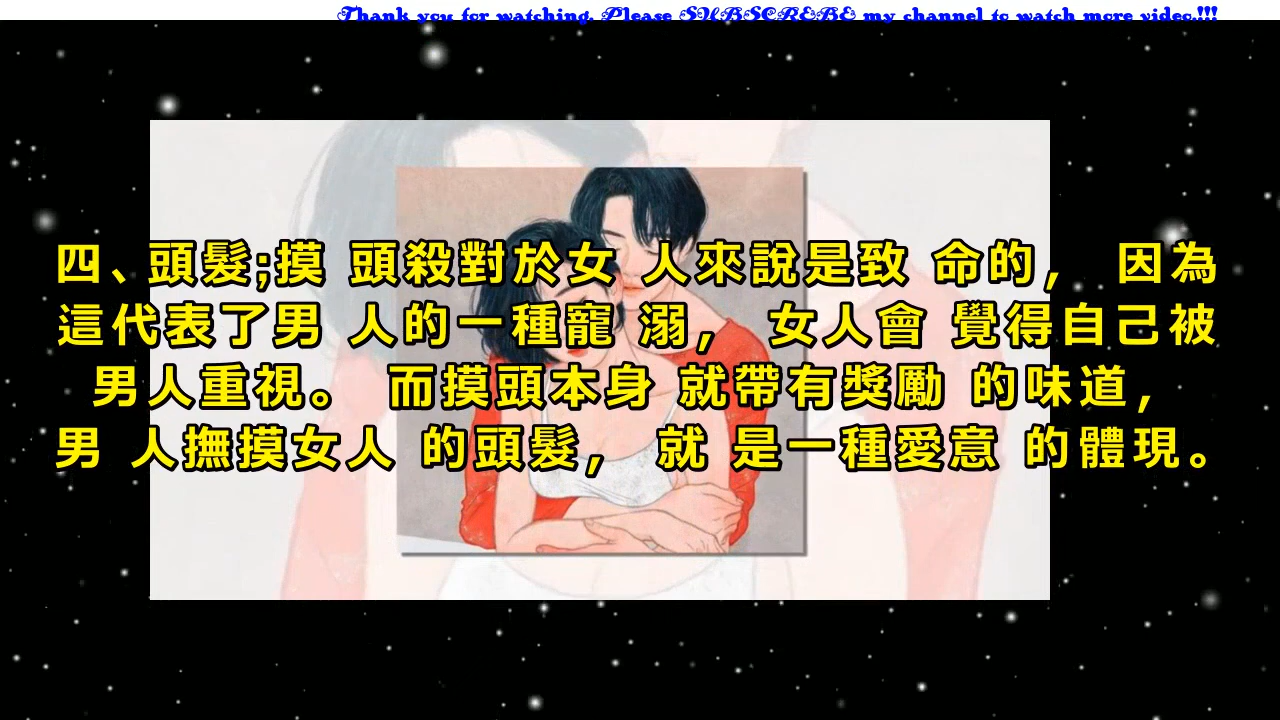 Thank you for watching. Please SUBSCREBE my channel to watch more video!!!
四、頭髮;摸 頭殺對於女 人來說是致 命的， 因為
這代表了男 人的一種寵 溺， 女人會 覺得自己被
男人重視。 而摸頭本身 就帶有獎勵 的味道，
男 人撫摸女人 的頭髮， 就 是一種愛意 的體現。